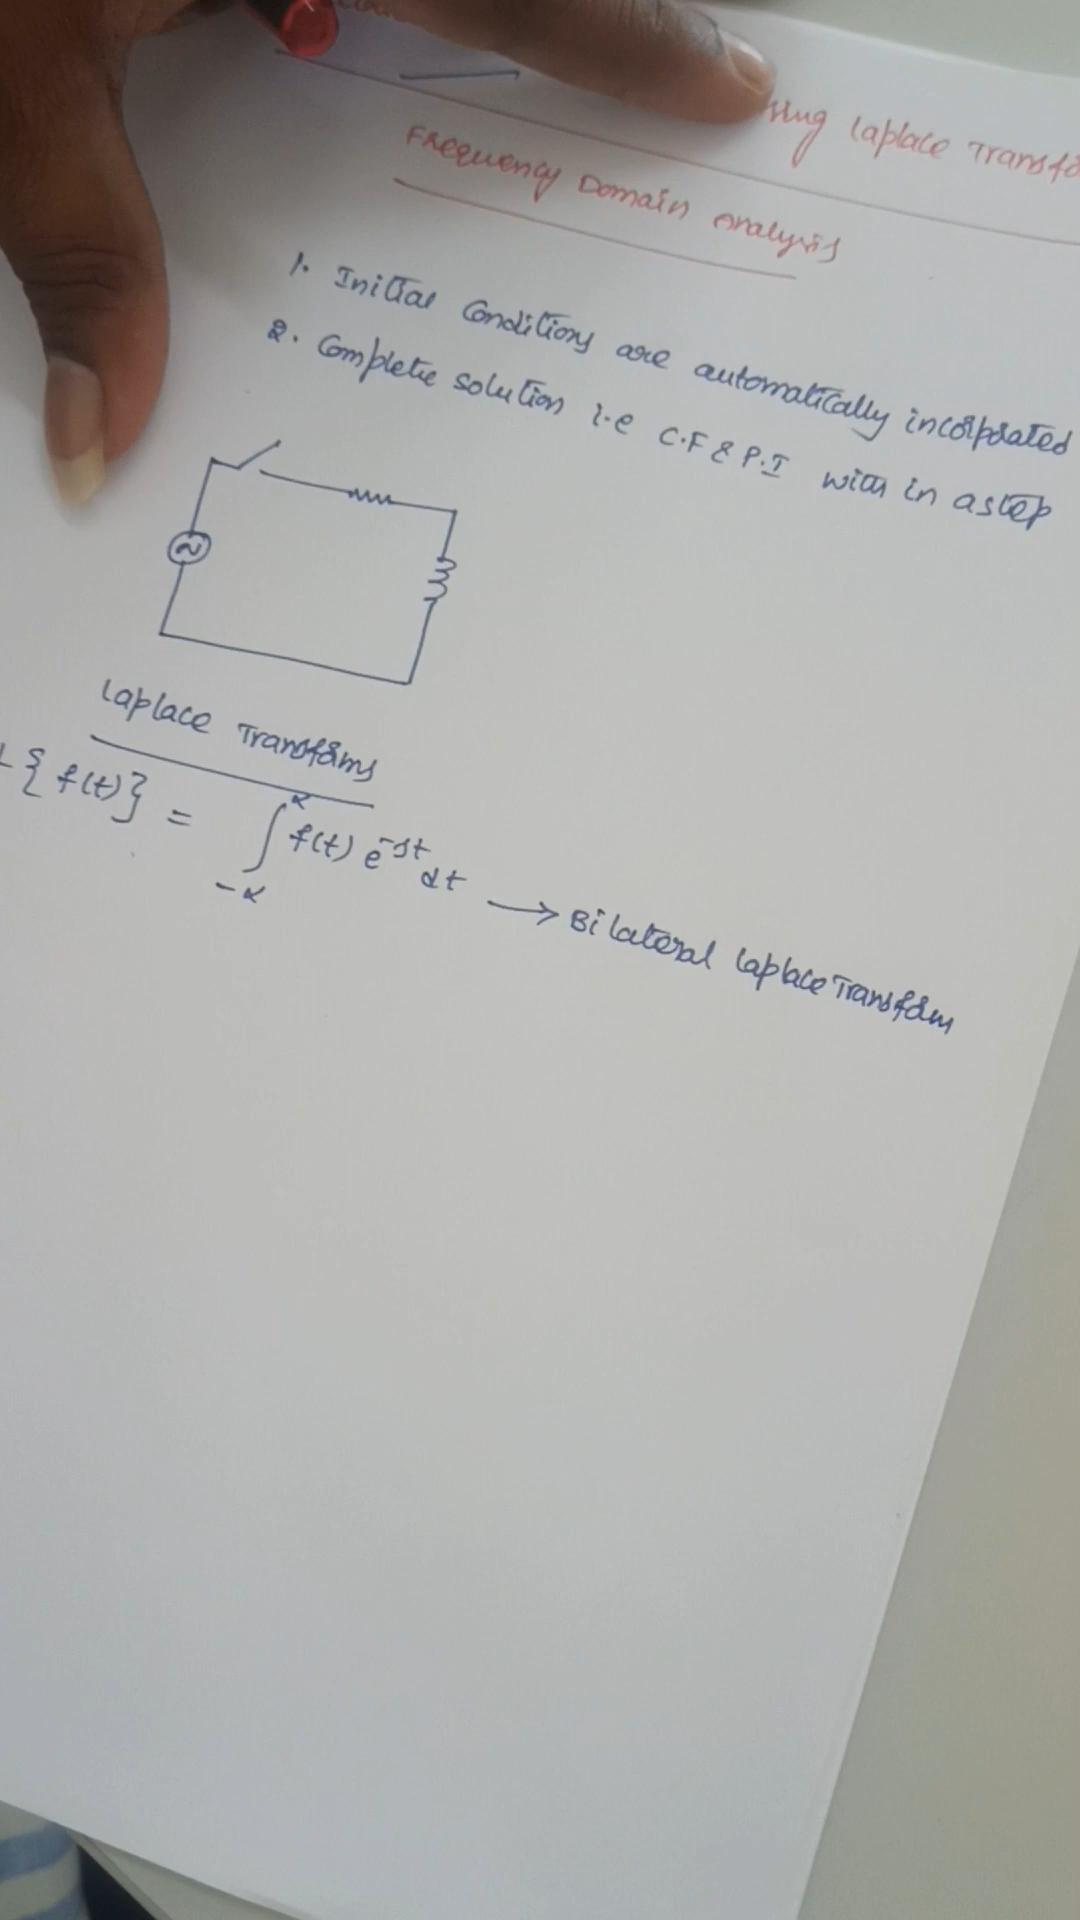 Laplace Transfo
Frequency Domain Analysis
1. Initial Conditions are automatically incorporated
2. Complete solution i.e C.F & P.I with in a step
Laplace Transforms
L{f(t)} = ∫_{-∝}^{∝} f(t) e^{-st} dt → Bilateral Laplace Transform